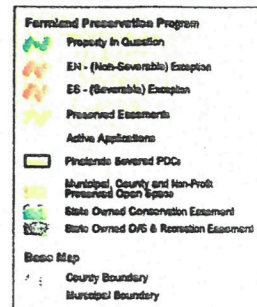 Farmland Preservation Program
Property In Question
EN - (Non-Severable) Exception
ES - (Severable) Exception
Preserved Easements
Active Applications
Pinelands Severed PDCs
Municipal, County and Non-Profit
Preserved Open Space
State Owned Conservation Easement
State Owned O/S & Recreation Easement
Base Map
County Boundary
Municipal Boundary